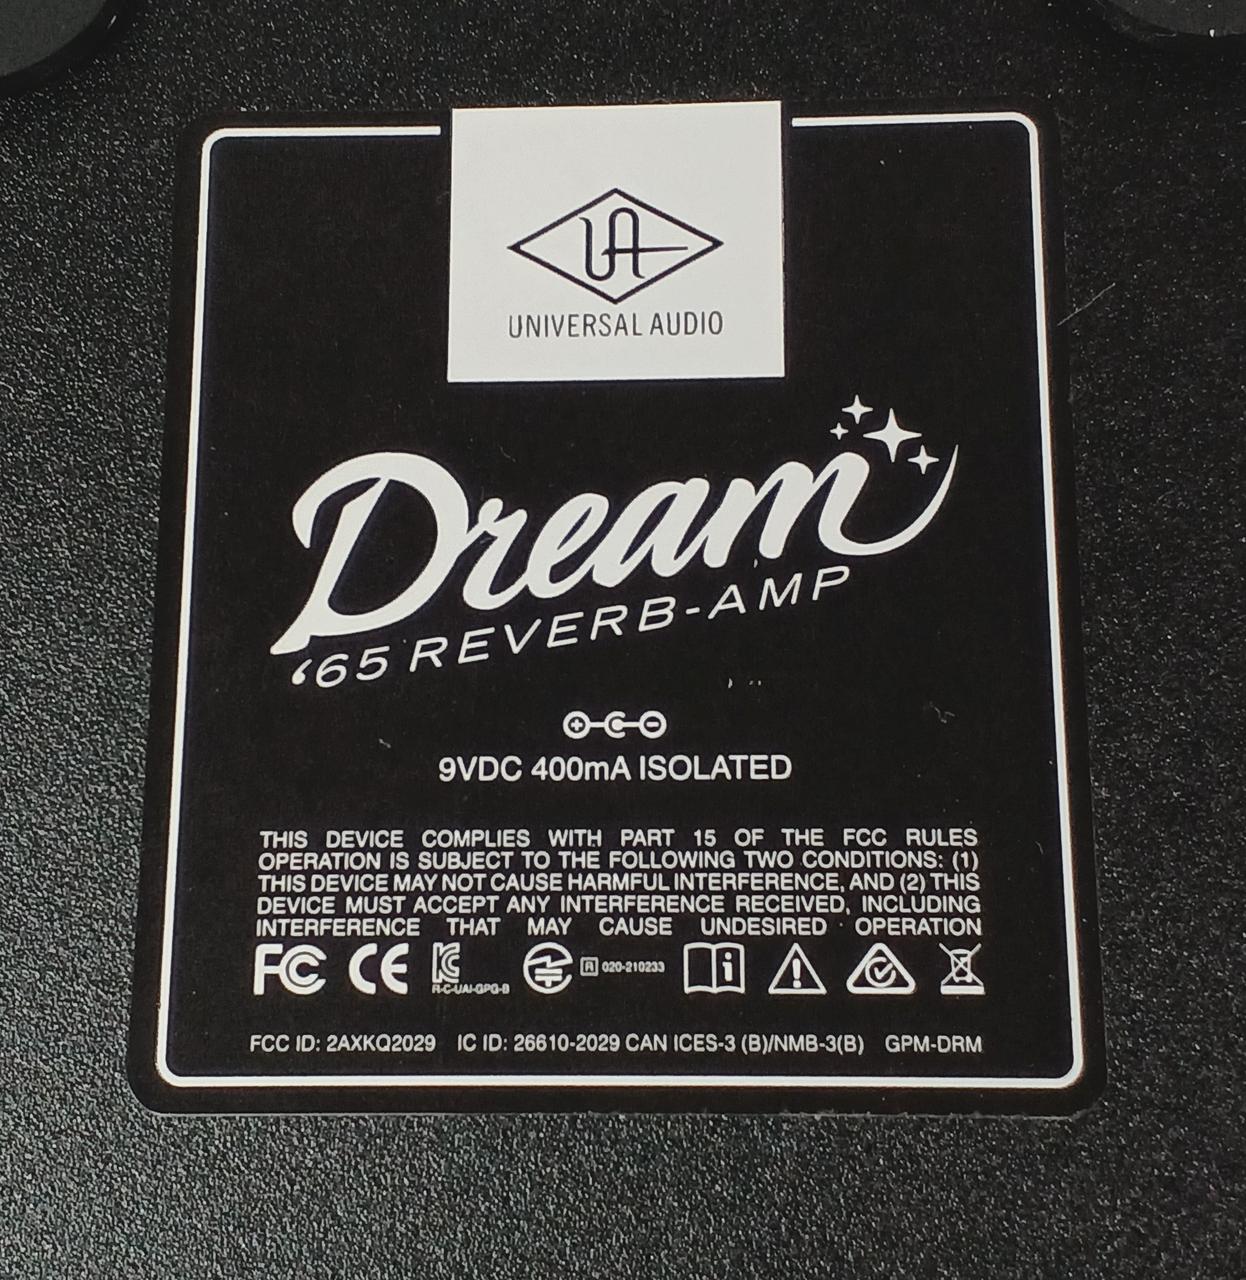 UA
UNIVERSAL AUDIO
Dream
‘65 REVERB-AMP
9VDC 400mA ISOLATED
THIS DEVICE COMPLIES WITH PART 15 OF THE FCC RULES
OPERATION IS SUBJECT TO THE FOLLOWING TWO CONDITIONS: (1)
THIS DEVICE MAY NOT CAUSE HARMFUL INTERFERENCE, AND (2) THIS
DEVICE MUST ACCEPT ANY INTERFERENCE RECEIVED, INCLUDING
INTERFERENCE THAT MAY CAUSE UNDESIRED OPERATION
FC CE R 020-210233
R-C-UAI-GPG-B
FCC ID: 2AXKQ2029 IC ID: 26610-2029 CAN ICES-3 (B)/NMB-3(B) GPM-DRM